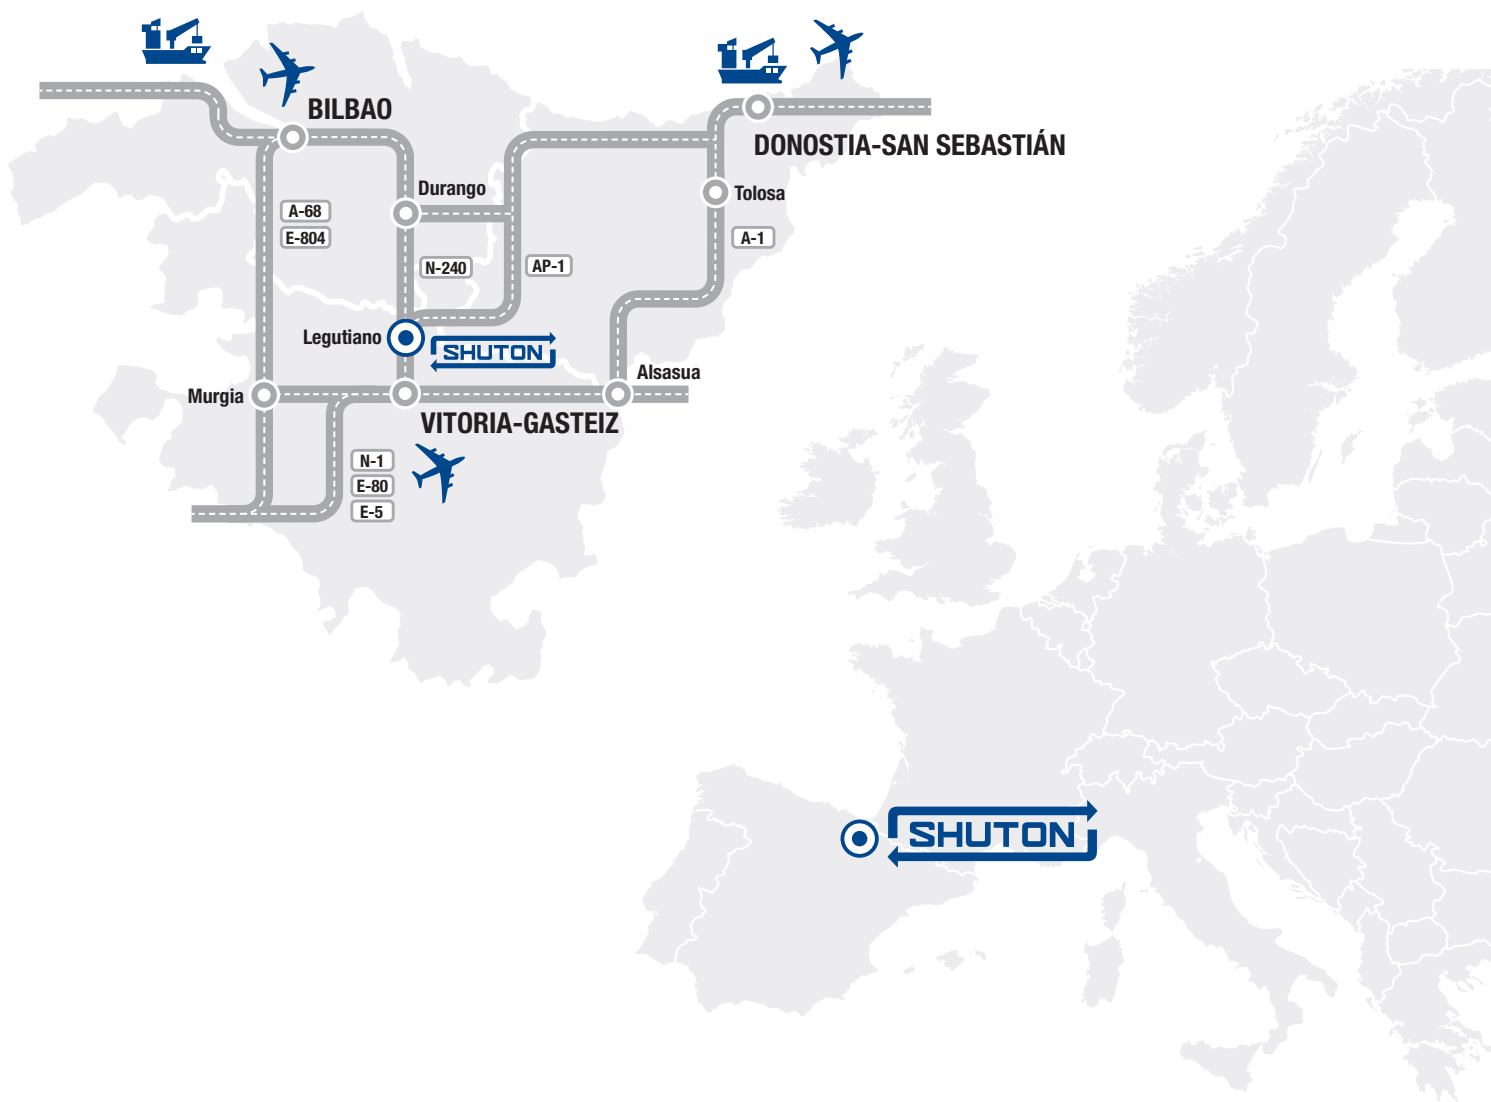 BILBAO
DONOSTIA-SAN SEBASTIÁN
Durango
Tolosa
A-68
E-804
A-1
N-240
AP-1
Legutiano
SHUTON
Alsasua
Murgia
VITORIA-GASTEIZ
N-1
E-80
E-5
SHUTON